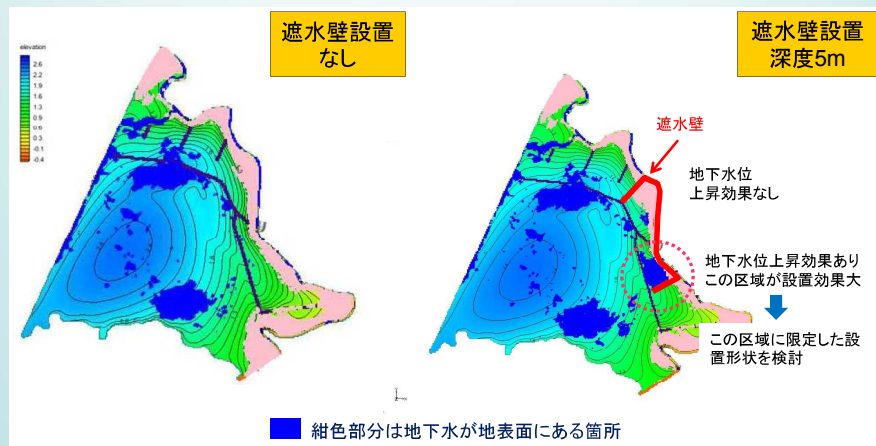 遮水壁設置
なし
遮水壁設置
深度5m
elevation
2.6
2.2
1.9
1.6
1.3
0.9
0.6
0.3
-0.1
-0.4
遮水壁
地下水位
上昇効果なし
地下水位上昇効果あり
この区域が設置効果大
この区域に限定した設
置形状を検討
紺色部分は地下水が地表面にある箇所